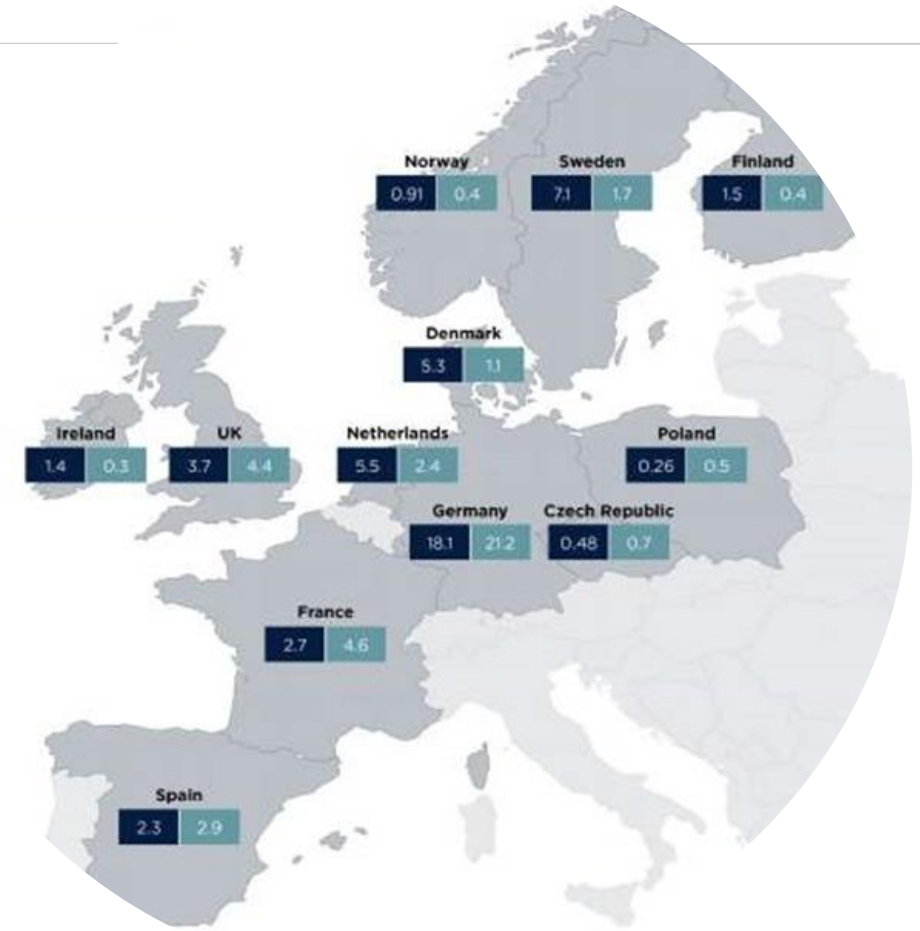 Norway
0.91 0.4
Sweden
7.1 1.7
Finland
1.5 0.4
Denmark
5.3 1.1
Ireland
1.4 0.3
UK
3.7 4.4
Netherlands
5.5 2.4
Poland
0.26 0.5
Germany
18.1 21.2
Czech Republic
0.48 0.7
France
2.7 4.6
Spain
2.3 2.9